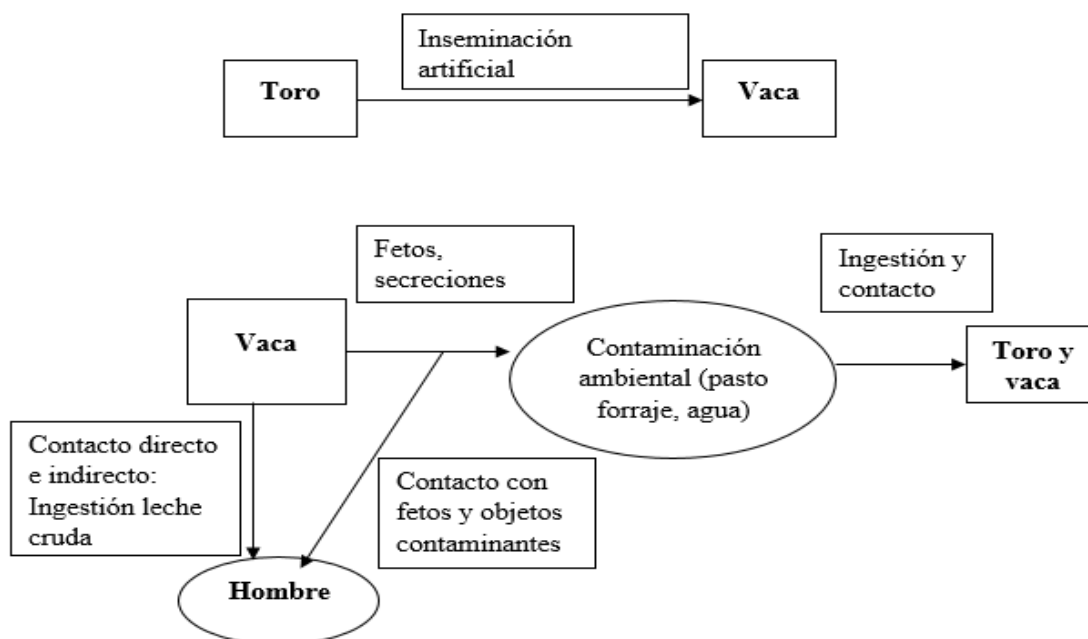 Inseminación
artificial
Toro
Vaca
Fetos,
secreciones
Ingestión y
contacto
Vaca
Contaminación
ambiental (pasto
forraje, agua)
Toro y
vaca
Contacto directo
e indirecto:
Ingestión leche
cruda
Contacto con
fetos y objetos
contaminantes
Hombre